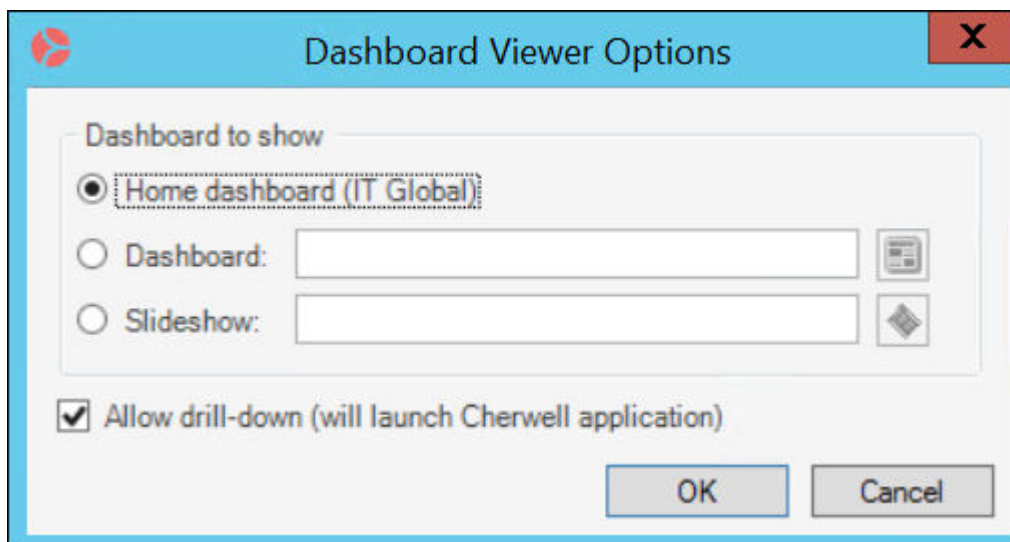 Dashboard Viewer Options
X
Dashboard to show
Home dashboard (IT Global)
Dashboard:
Slideshow:
Allow drill-down (will launch Cherwell application)
OK
Cancel